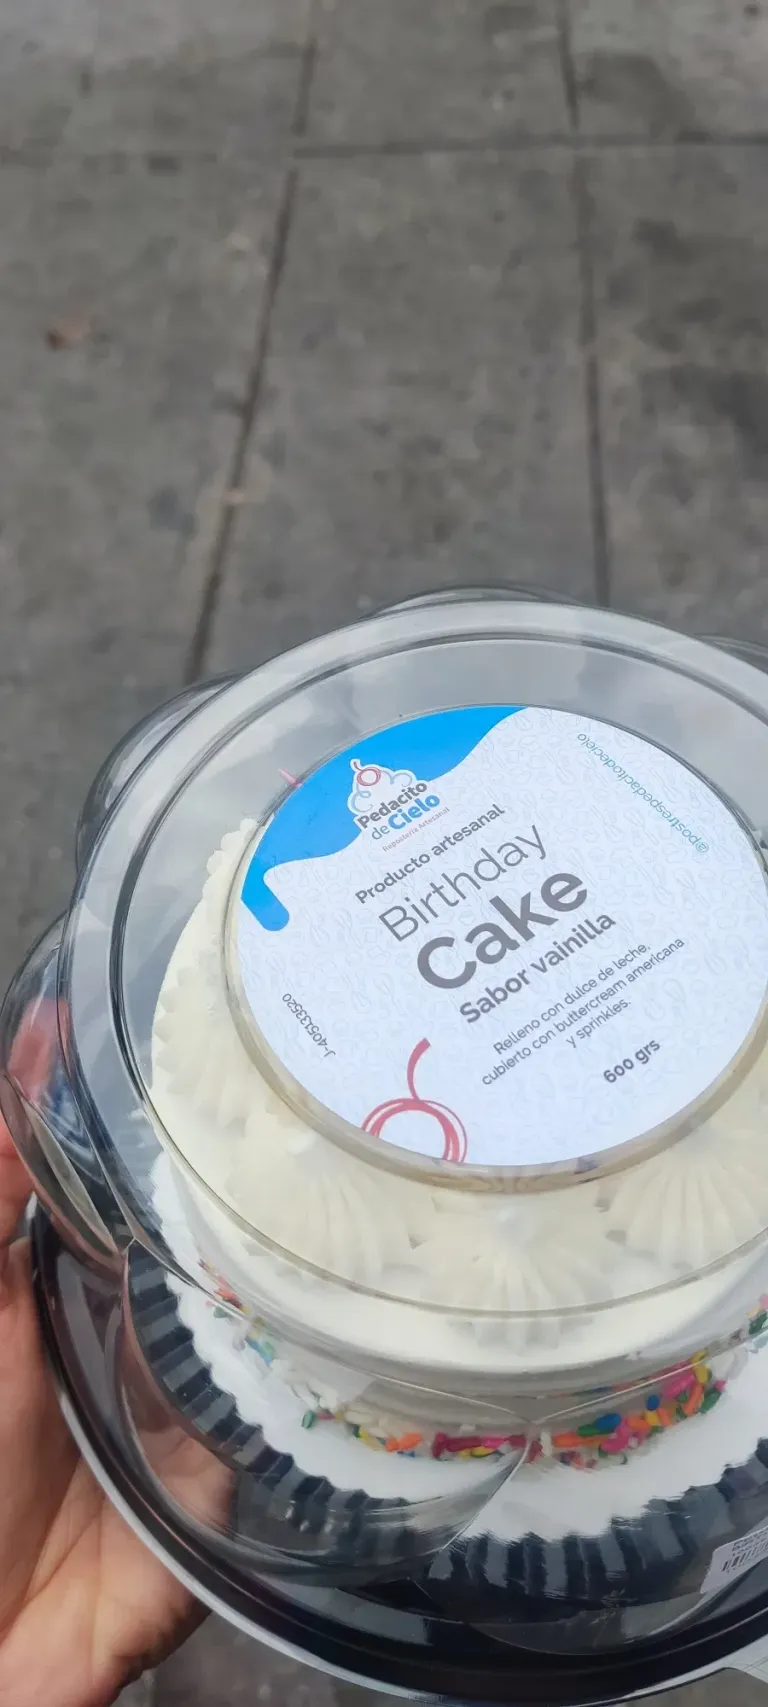 Pedacito
de Cielo
Repostería Artesanal
@postrespedacitodecielo
Producto artesanal
Birthday
Cake
Sabor vainilla
Relleno con dulce de leche,
cubierto con buttercream americana
y sprinkles.
600 grs
J-405133520